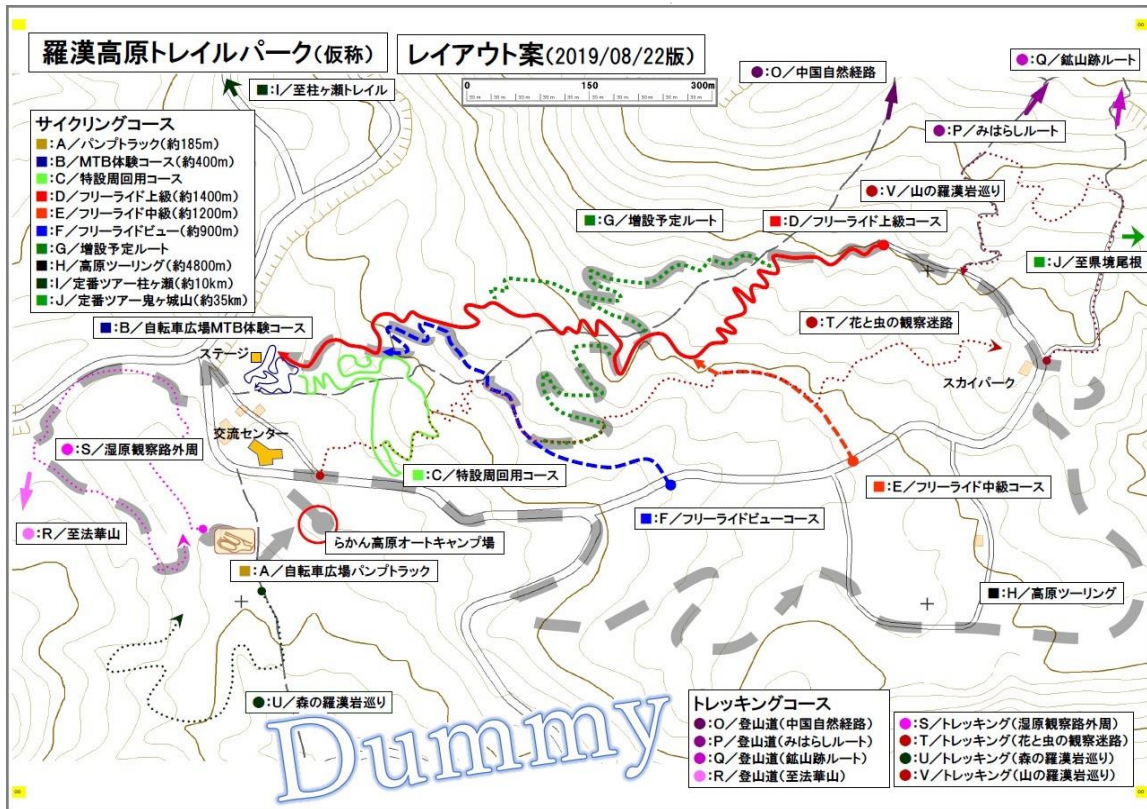 羅漢高原トレイルパーク(仮称)
レイアウト案(2019/08/22版)
0 150 300m
:O/中国自然経路
:Q/鉱山跡ルート
:I/至柱ヶ瀬トレイル
:P/みはらしルート
サイクリングコース
:A/パンプトラック(約185m)
:B/MTB体験コース(約400m)
:C/特設周回用コース
:D/フリーライド上級(約1400m)
:E/フリーライド中級(約1200m)
:F/フリーライドビュー(約900m)
:G/増設予定ルート
:H/高原ツーリング(約4800m)
:I/定番ツアー柱ヶ瀬(約10km)
:J/定番ツアー鬼ヶ城山(約35km)
:V/山の羅漢岩巡り
:G/増設予定ルート
:D/フリーライド上級コース
:J/至県境尾根
:B/自転車広場MTB体験コース
:T/花と虫の観察迷路
ステージ
スカイパーク
交流センター
:S/湿原観察路外周
:C/特設周回用コース
:E/フリーライド中級コース
:F/フリーライドビューコース
:R/至法華山
らかん高原オートキャンプ場
:A/自転車広場パンプトラック
:H/高原ツーリング
:U/森の羅漢岩巡り
Dummy
トレッキングコース
:O/登山道(中国自然経路)
:P/登山道(みはらしルート)
:Q/登山道(鉱山跡ルート)
:R/登山道(至法華山)
:S/トレッキング(湿原観察路外周)
:T/トレッキング(花と虫の観察迷路)
:U/トレッキング(森の羅漢岩巡り)
:V/トレッキング(山の羅漢岩巡り)